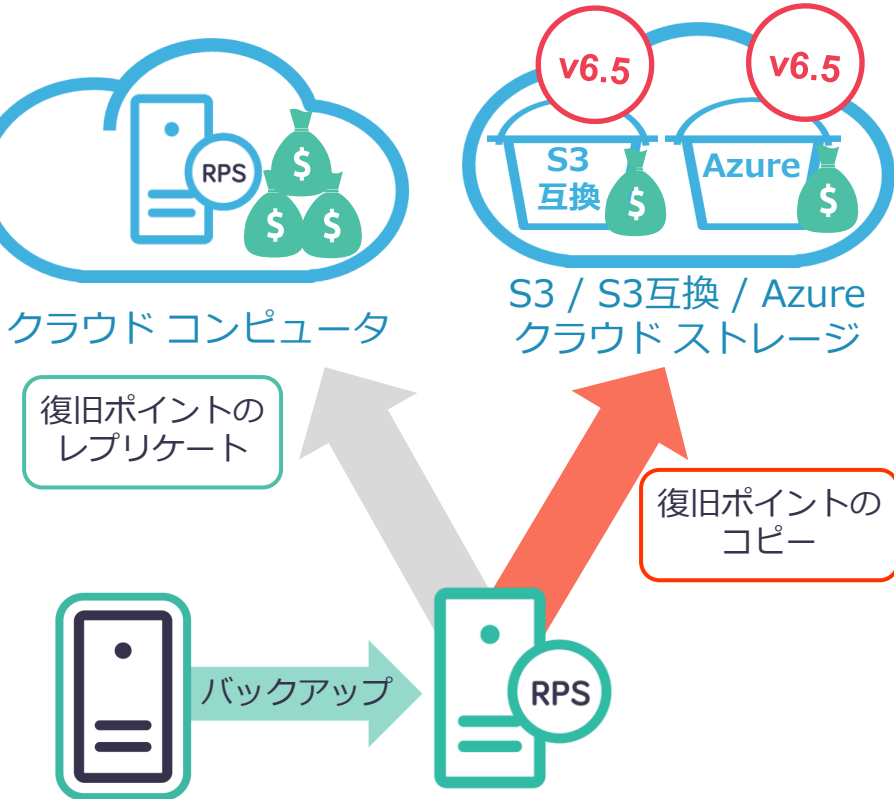 v6.5
v6.5
RPS
$
$
$
S3
互換
$
Azure
$
クラウド コンピュータ
S3 / S3互換 / Azure
クラウド ストレージ
復旧ポイントの
レプリケート
復旧ポイントの
コピー
バックアップ
RPS